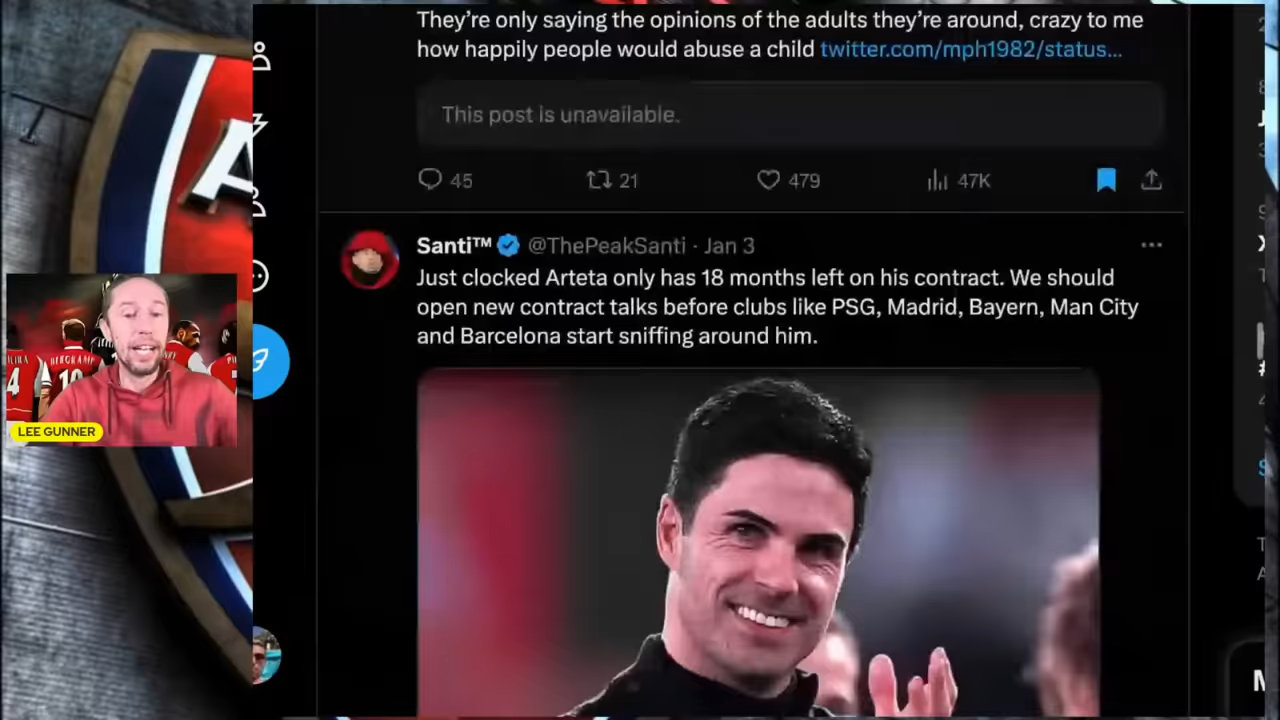 They're only saying the opinions of the adults they're around, crazy to me
how happily people would abuse a child twitter.com/mph1982/status...
This post is unavailable.
45 21 479 47K
Santi™ @ThePeakSanti · Jan 3
Just clocked Arteta only has 18 months left on his contract. We should
open new contract talks before clubs like PSG, Madrid, Bayern, Man City
and Barcelona start sniffing around him.
BERGKAMP
4 10
LEE GUNNER